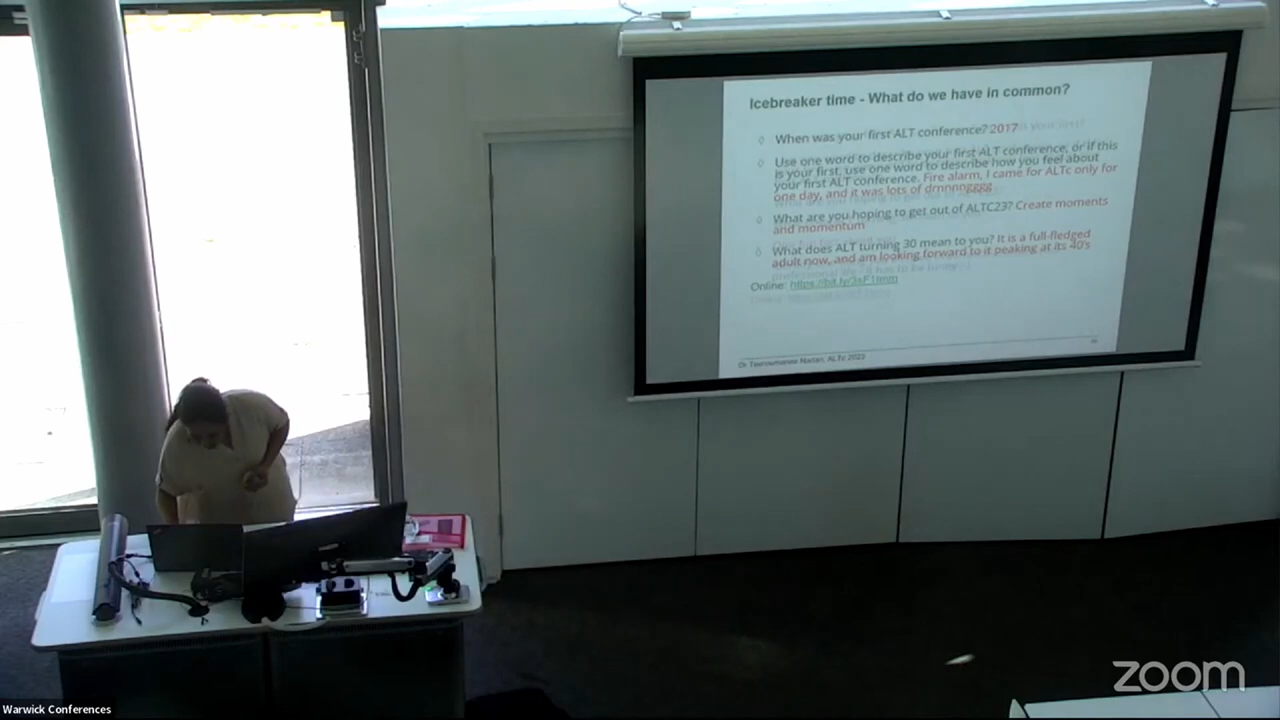 Icebreaker time - What do we have in common?
When was your first ALT conference? 2017
Use one word to describe your first ALT conference, or if this
is your first, use one word to describe how you feel about
your first ALT conference. Fire alarm, I came for ALTc only for
one day, and it was lots of drnnnngggg
What are you hoping to get out of ALTC23? Create moments
and momentum
What does ALT turning 30 mean to you? It is a full-fledged
adult now, and am looking forward to it peaking at its 40's
Online:
Dr Tsaroumanee Nadan, ALTc 2023
zoom
Warwick Conferences